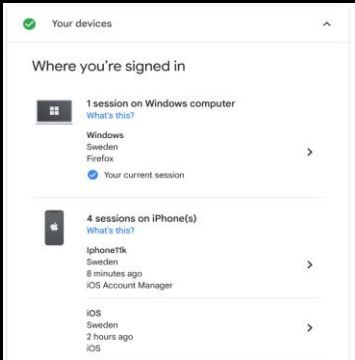 Your devices
Where you're signed in
1 session on Windows computer
What's this?
Windows
Sweden
Firefox
Your current session
4 sessions on iPhone(s)
What's this?
Iphone11k
Sweden
8 minutes ago
iOS Account Manager
iOS
Sweden
2 hours ago
iOS